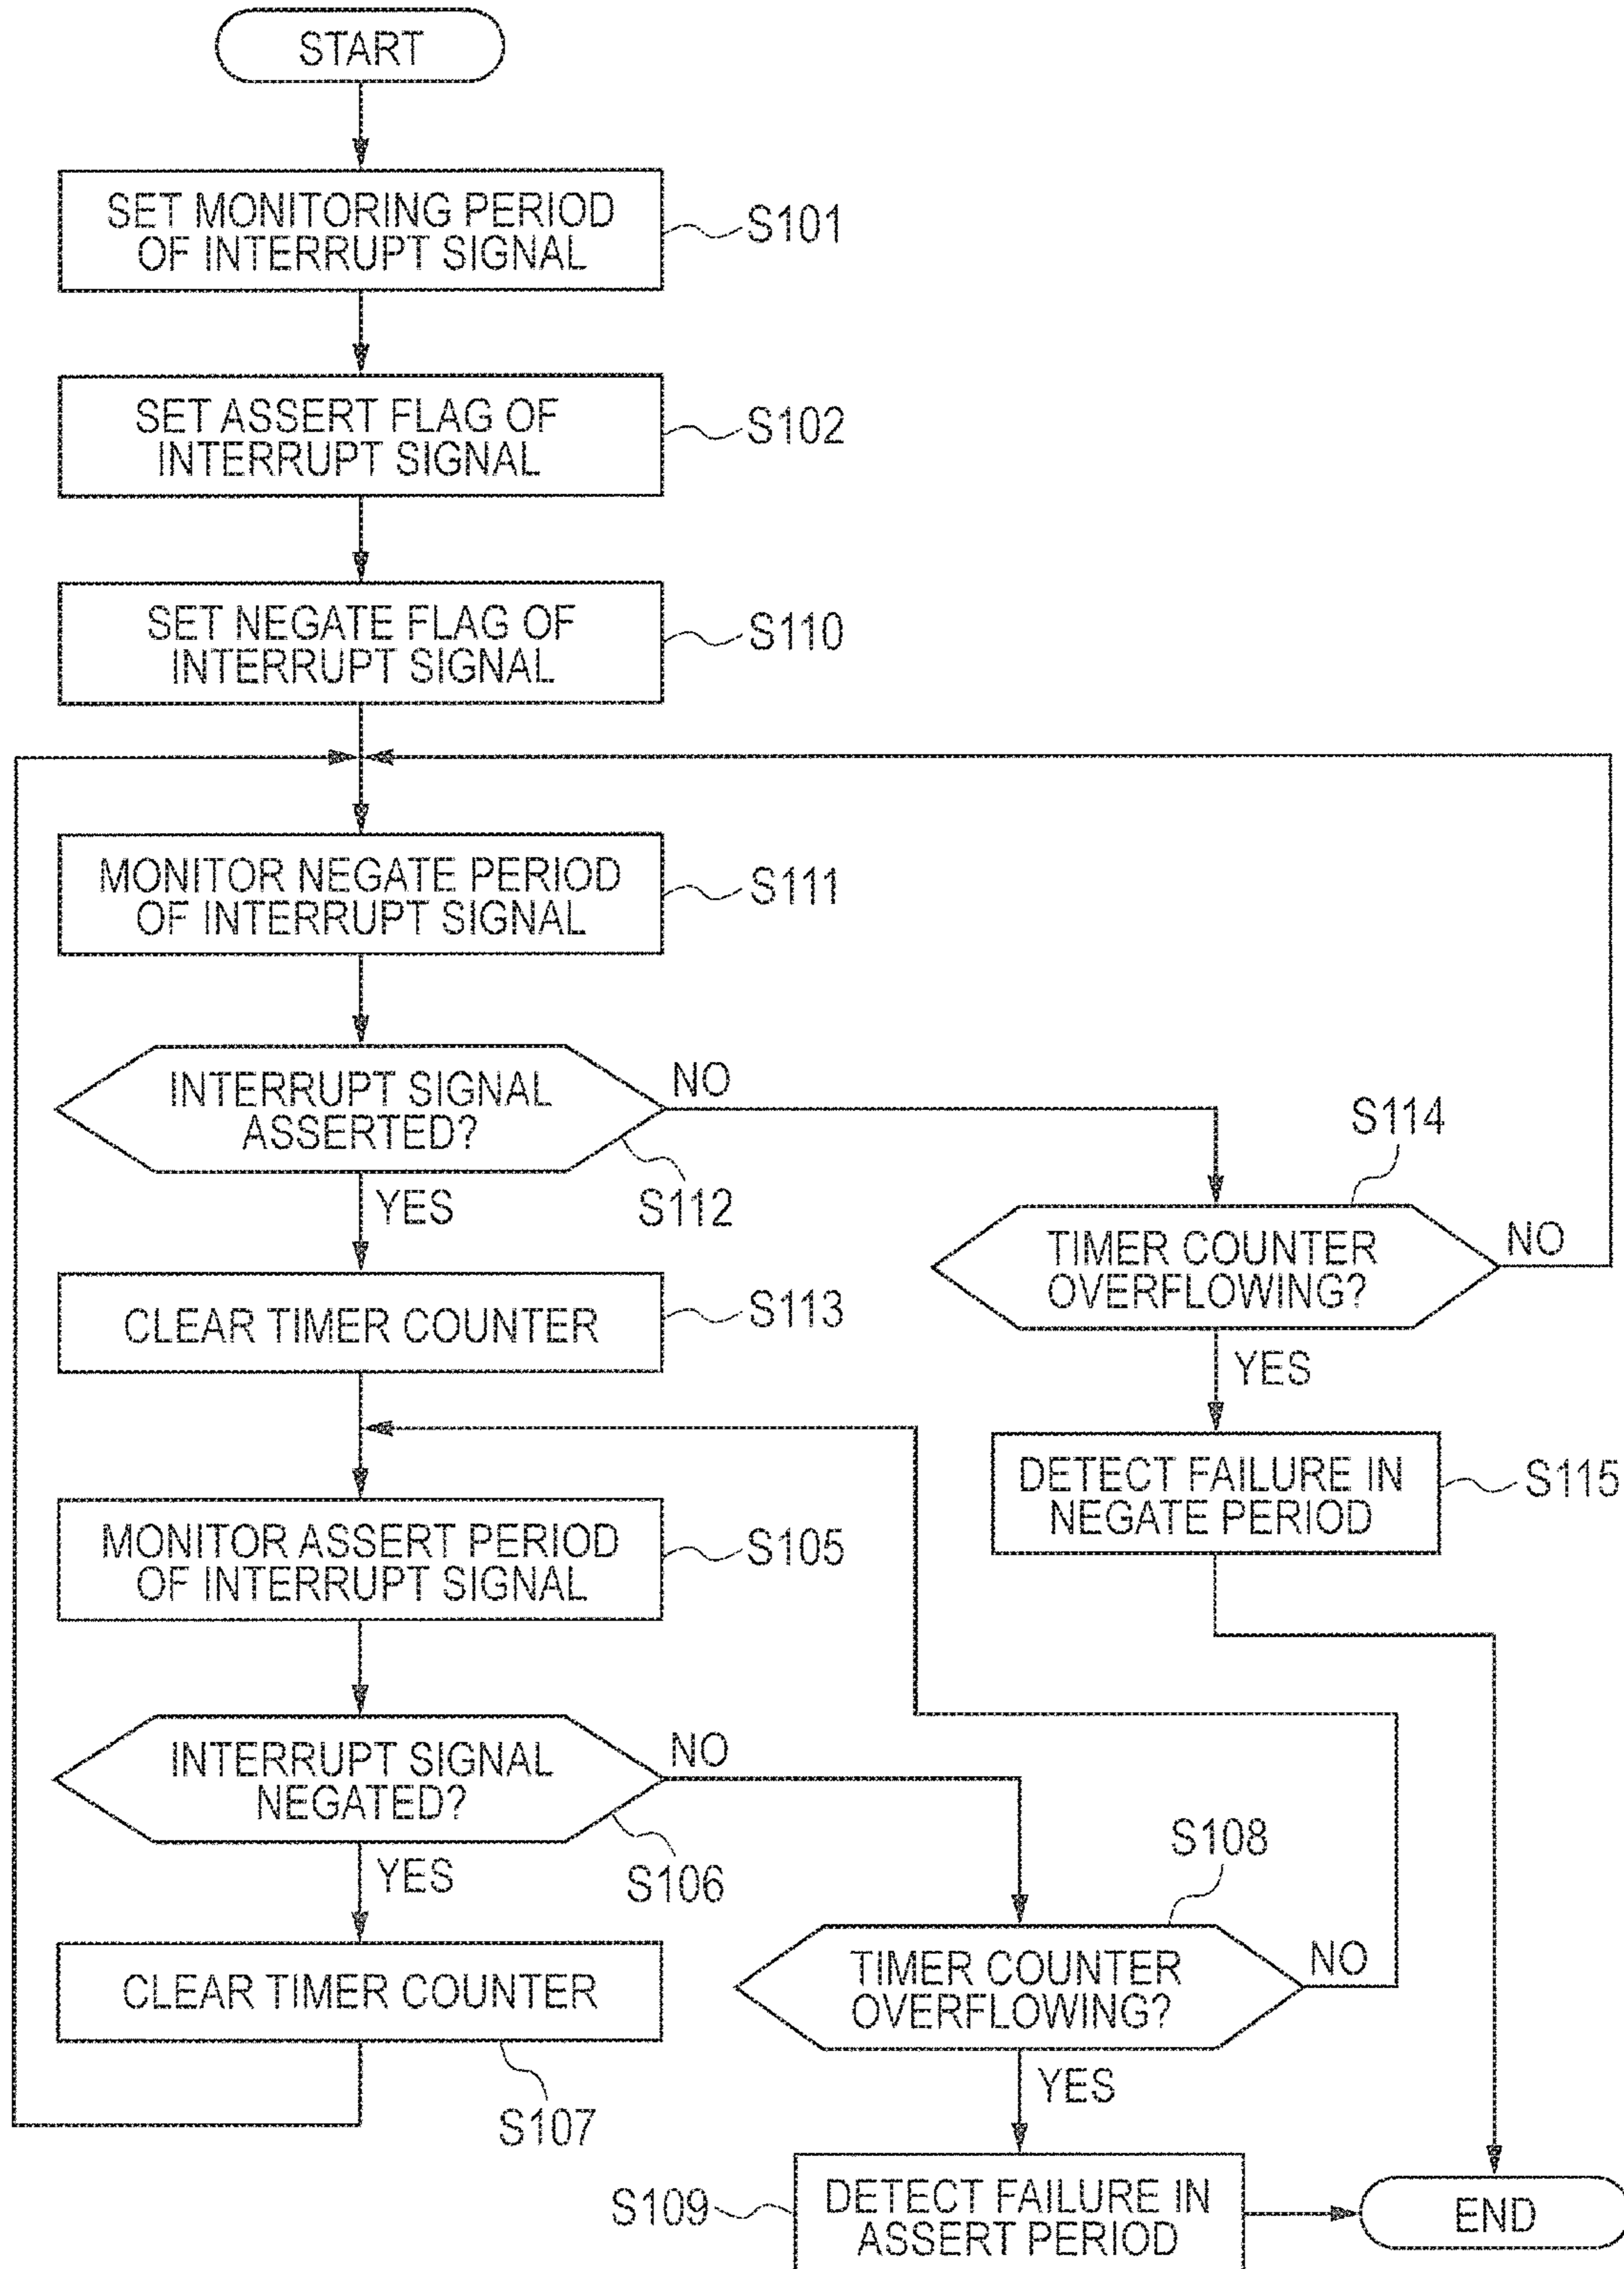 START
SET MONITORING PERIOD
OF INTERRUPT SIGNAL
S101
SET ASSERT FLAG OF
INTERRUPT SIGNAL
S102
SET NEGATE FLAG OF
INTERRUPT SIGNAL
S110
MONITOR NEGATE PERIOD
OF INTERRUPT SIGNAL
S111
INTERRUPT SIGNAL
ASSERTED?
NO
S112
YES
S114
TIMER COUNTER
OVERFLOWING?
NO
YES
CLEAR TIMER COUNTER
S113
DETECT FAILURE IN
NEGATE PERIOD
S115
MONITOR ASSERT PERIOD
OF INTERRUPT SIGNAL
S105
INTERRUPT SIGNAL
NEGATED?
NO
S106
YES
S108
TIMER COUNTER
OVERFLOWING?
NO
YES
CLEAR TIMER COUNTER
S107
S109
DETECT FAILURE IN
ASSERT PERIOD
END